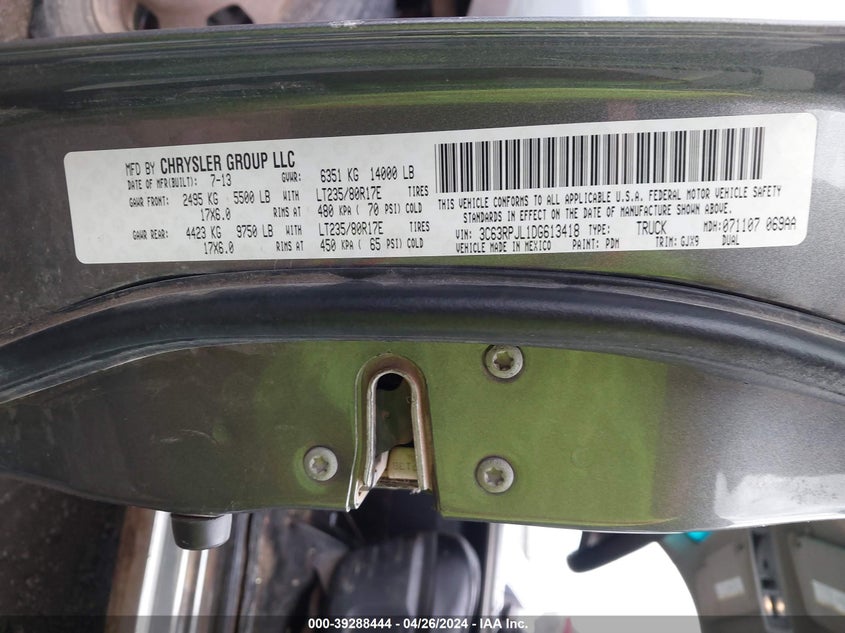 MFD BY CHRYSLER GROUP LLC
DATE OF MFR(BUILT): 7-13 GVWR: 6351 KG 14000 LB
GAWR FRONT: 2495 KG 5500 LB WITH LT235/80R17E TIRES
17X6.0 RIMS AT 480 KPA ( 70 PSI) COLD
GAWR REAR: 4423 KG 9750 LB WITH LT235/80R17E TIRES
17X6.0 RIMS AT 450 KPA ( 65 PSI) COLD
THIS VEHICLE CONFORMS TO ALL APPLICABLE U.S.A. FEDERAL MOTOR VEHICLE SAFETY
STANDARDS IN EFFECT ON THE DATE OF MANUFACTURE SHOWN ABOVE.
VIN: 3C63RPJL1DG613418 TYPE: TRUCK MDH: 071107 069AA
VEHICLE MADE IN MEXICO PAINT: PDM TRIM: GJX9 DUAL
000-39288444 - 04/26/2024 - IAA Inc.